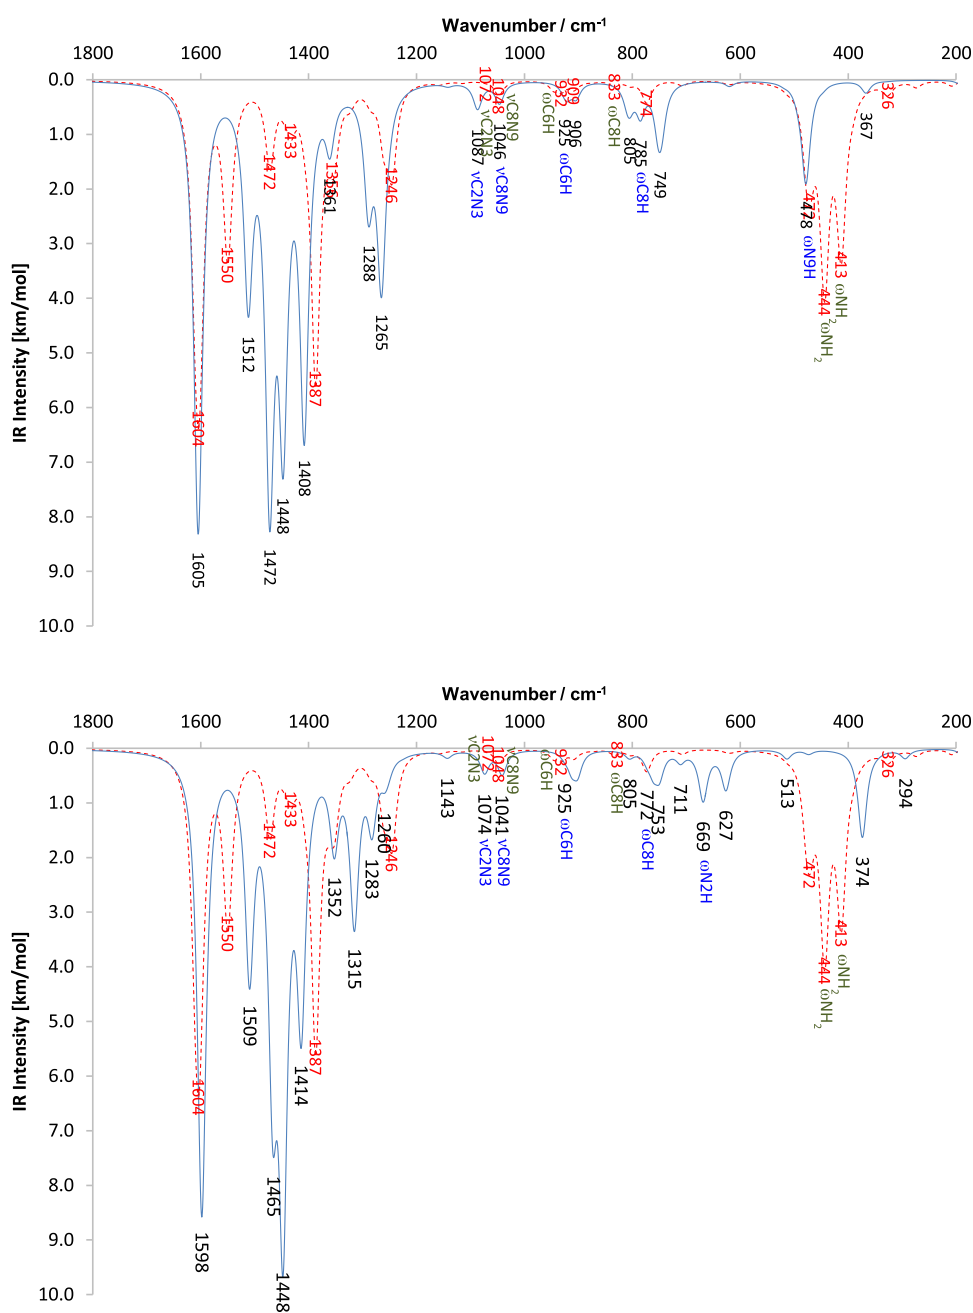 Wavenumber / cm-1
1800 1600 1400 1200 1000 800 600 400 200
IR Intensity [km/mol]
0.0
1.0
2.0
3.0
4.0
5.0
6.0
7.0
8.0
9.0
10.0
1605
1604
1550
1512
1472
1472
1448
1433
1408
1387
1361
1288
1265
1246
1087 νC2N3
1072 νC2N3
1048 νC8N9
1046 νC8N9
932 ωC6H
925 ωC6H
909
906
833 ωC8H
805
785 ωC8H
774
749
478 ωN9H
472
444 ωNH2
413 ωNH2
367
326
Wavenumber / cm-1
1800 1600 1400 1200 1000 800 600 400 200
IR Intensity [km/mol]
0.0
1.0
2.0
3.0
4.0
5.0
6.0
7.0
8.0
9.0
10.0
1604
1598
1550
1509
1472
1465
1448
1433
1414
1387
1352
1315
1283
1260
1246
1143
1074 νC2N3
1072
νC2N3
1048 νC8N9
1041 νC8N9
ωC6H
932
925 ωC6H
833 ωC8H
805
772 ωC8H
753
711
669 ωN2H
627
513
472
444 ωNH2
413 ωNH2
374
326
294